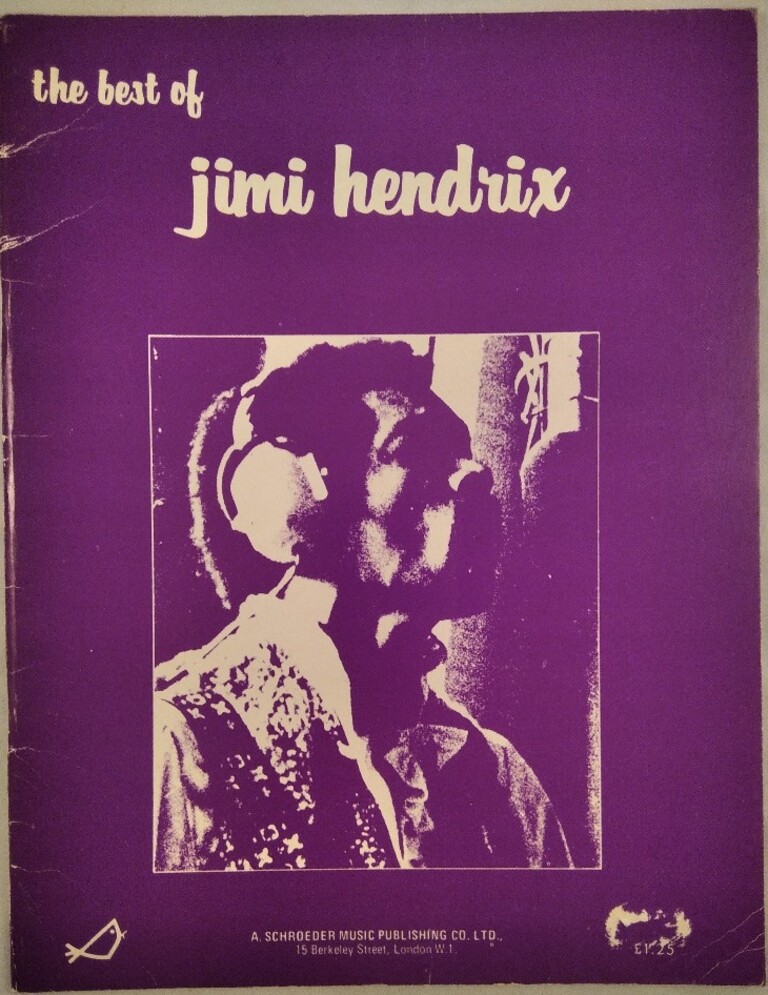 the best of
jimi hendrix
A. SCHROEDER MUSIC PUBLISHING CO. LTD.,
15 Berkeley Street, London W.1.
£1.25